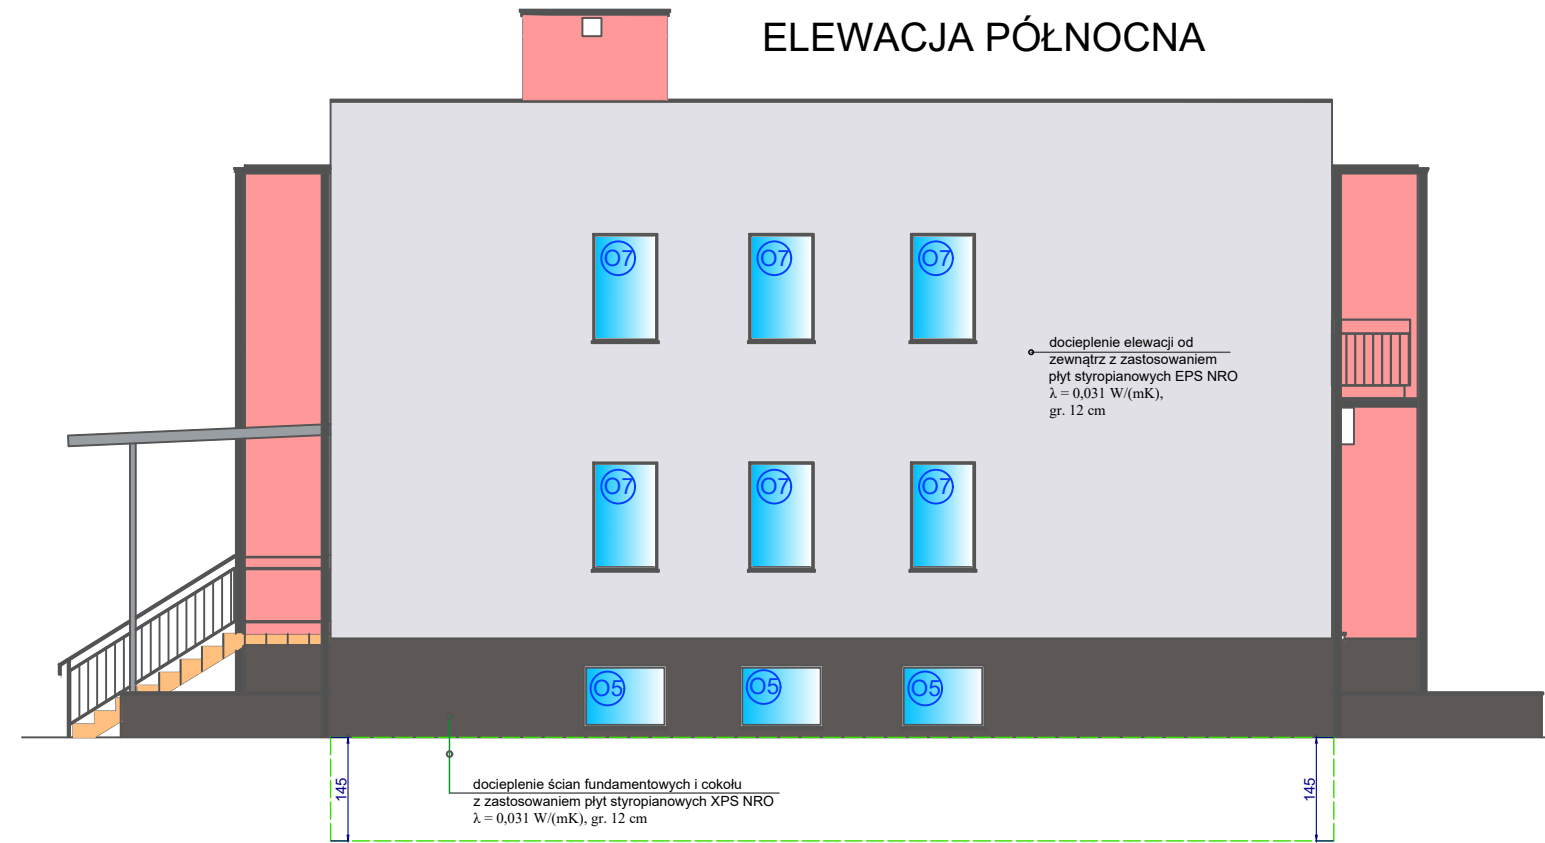 ELEWACJA PÓŁNOCNA
O7 O7 O7
docieplenie elewacji od
zewnątrz z zastosowaniem
płyt styropianowych EPS NRO
λ = 0,031 W/(mK),
gr. 12 cm
O7 O7 O7
O5 O5 O5
145
docieplenie ścian fundamentowych i cokołu
z zastosowaniem płyt styropianowych XPS NRO
λ = 0,031 W/(mK), gr. 12 cm
145